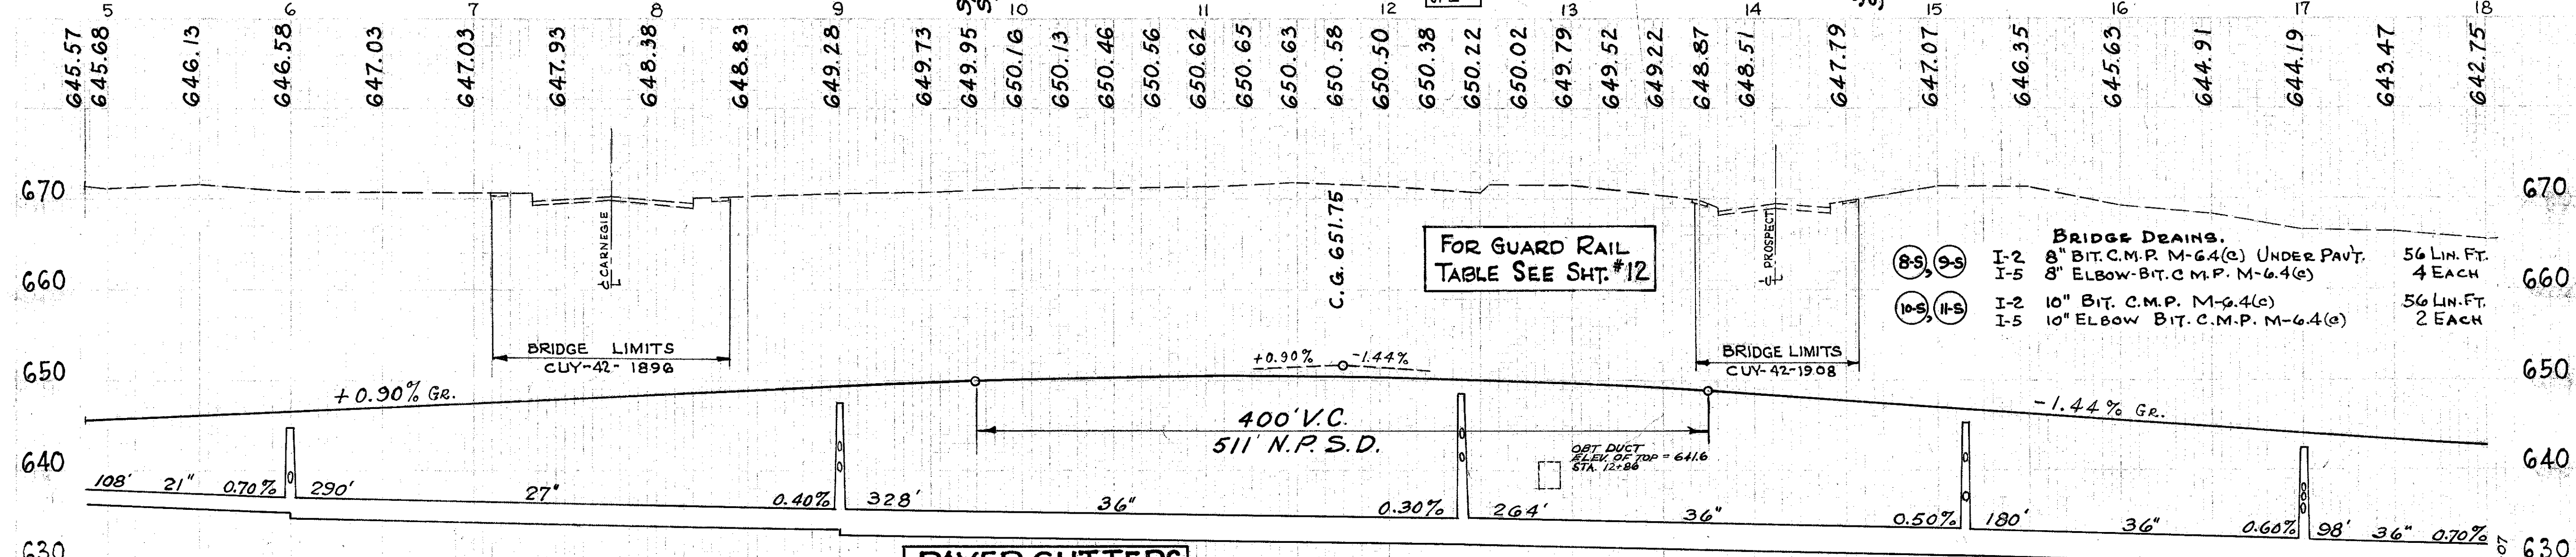 5 6 7 8 9 10 11 12 13 14 15 16 17 18
645.57 645.68 646.13 646.58 647.03 647.03 647.93 648.38 648.83 649.28 649.73 649.95 650.16 650.13 650.46 650.56 650.62 650.65 650.63 650.58 650.50 650.38 650.22 650.02 649.79 649.52 649.22 648.87 648.51 647.79 647.07 646.35 645.63 644.91 644.19 643.47 642.75
670 670
℄ CARNEGIE
C.G. 651.75
℄ PROSPECT
FOR GUARD RAIL
TABLE SEE SHT. #12
BRIDGE DRAINS.
8-S, 9-S I-2 8" BIT. C.M.P. M-6.4(c) UNDER PAV'T. 56 LIN. FT.
I-5 8" ELBOW-BIT. C.M.P. M-6.4(c) 4 EACH
10-S, 11-S I-2 10" BIT. C.M.P. M-6.4(c) 56 LIN. FT.
I-5 10" ELBOW BIT. C.M.P. M-6.4(c) 2 EACH
660 660
BRIDGE LIMITS
CUY-42-1896
BRIDGE LIMITS
CUY-42-1908
650 650
+0.90% -1.44%
+0.90% GR.
-1.44% GR.
400' V.C.
511' N.P.S.D.
OBT DUCT
ELEV. OF TOP = 641.6
STA. 12+86
640 640
108' 21" 0.70% 290' 27" 0.40% 328' 36" 0.30% 264' 36" 0.50% 180' 36" 0.60% 98' 36" 0.70%
630 630
PAVED GUTTERS